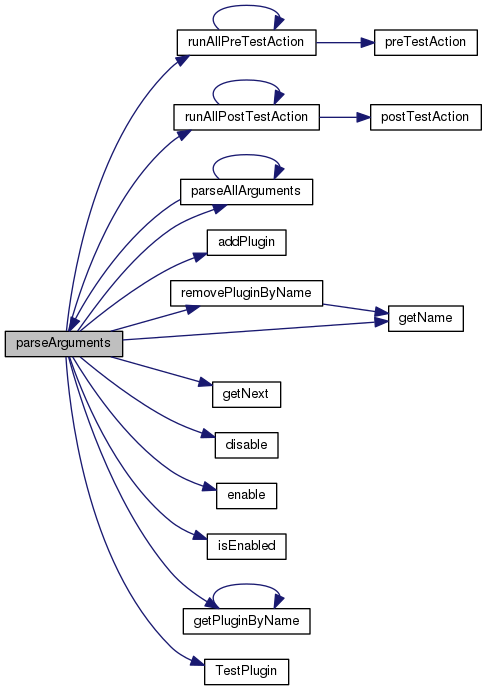 runAllPreTestAction
preTestAction
runAllPostTestAction
postTestAction
parseAllArguments
addPlugin
removePluginByName
getName
parseArguments
getNext
disable
enable
isEnabled
getPluginByName
TestPlugin